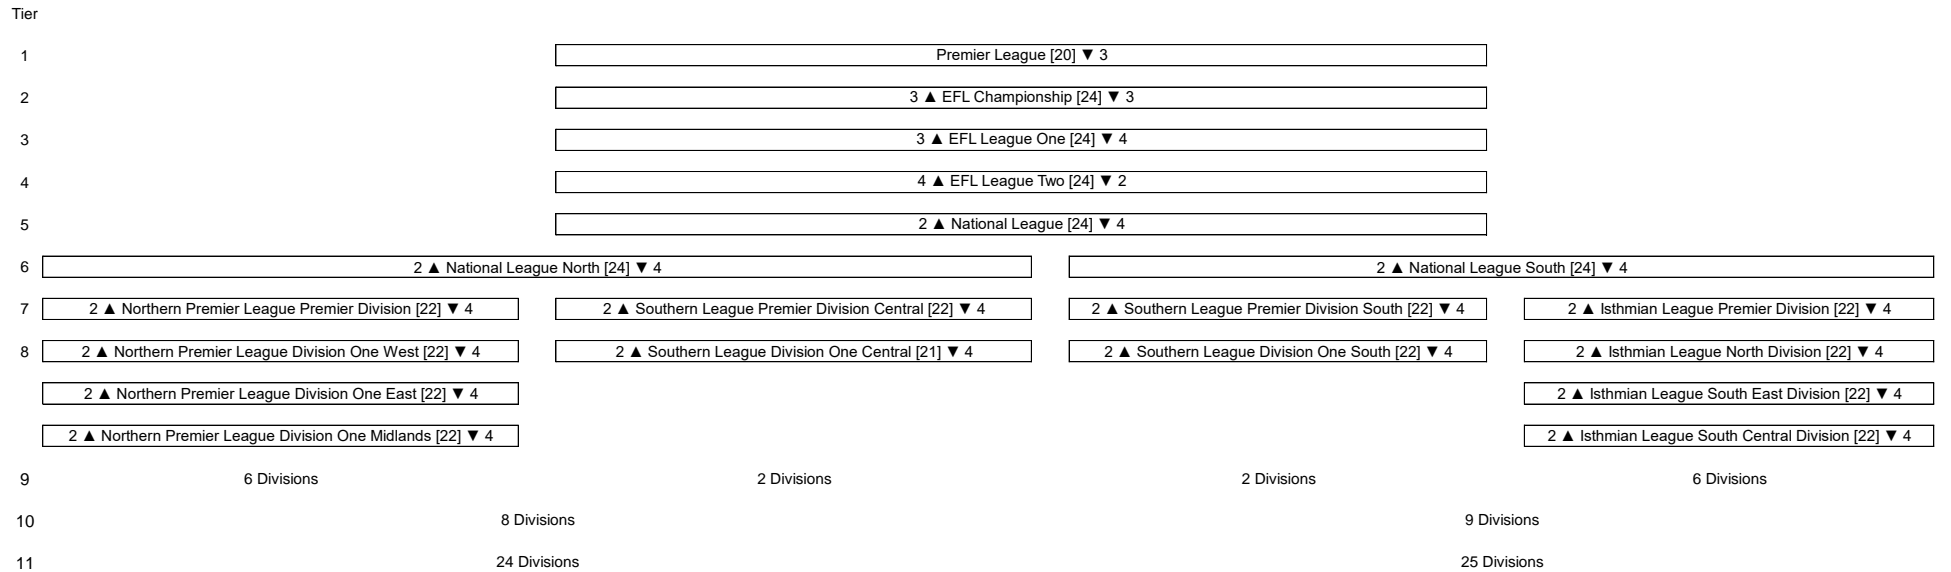 Tier
1 Premier League [20] ▼ 3
2 3 ▲ EFL Championship [24] ▼ 3
3 3 ▲ EFL League One [24] ▼ 4
4 4 ▲ EFL League Two [24] ▼ 2
5 2 ▲ National League [24] ▼ 4
6 2 ▲ National League North [24] ▼ 4 2 ▲ National League South [24] ▼ 4
7 2 ▲ Northern Premier League Premier Division [22] ▼ 4 2 ▲ Southern League Premier Division Central [22] ▼ 4 2 ▲ Southern League Premier Division South [22] ▼ 4 2 ▲ Isthmian League Premier Division [22] ▼ 4
8 2 ▲ Northern Premier League Division One West [22] ▼ 4 2 ▲ Southern League Division One Central [21] ▼ 4 2 ▲ Southern League Division One South [22] ▼ 4 2 ▲ Isthmian League North Division [22] ▼ 4
2 ▲ Northern Premier League Division One East [22] ▼ 4 2 ▲ Isthmian League South East Division [22] ▼ 4
2 ▲ Northern Premier League Division One Midlands [22] ▼ 4 2 ▲ Isthmian League South Central Division [22] ▼ 4
9 6 Divisions 2 Divisions 2 Divisions 6 Divisions
10 8 Divisions 9 Divisions
11 24 Divisions 25 Divisions